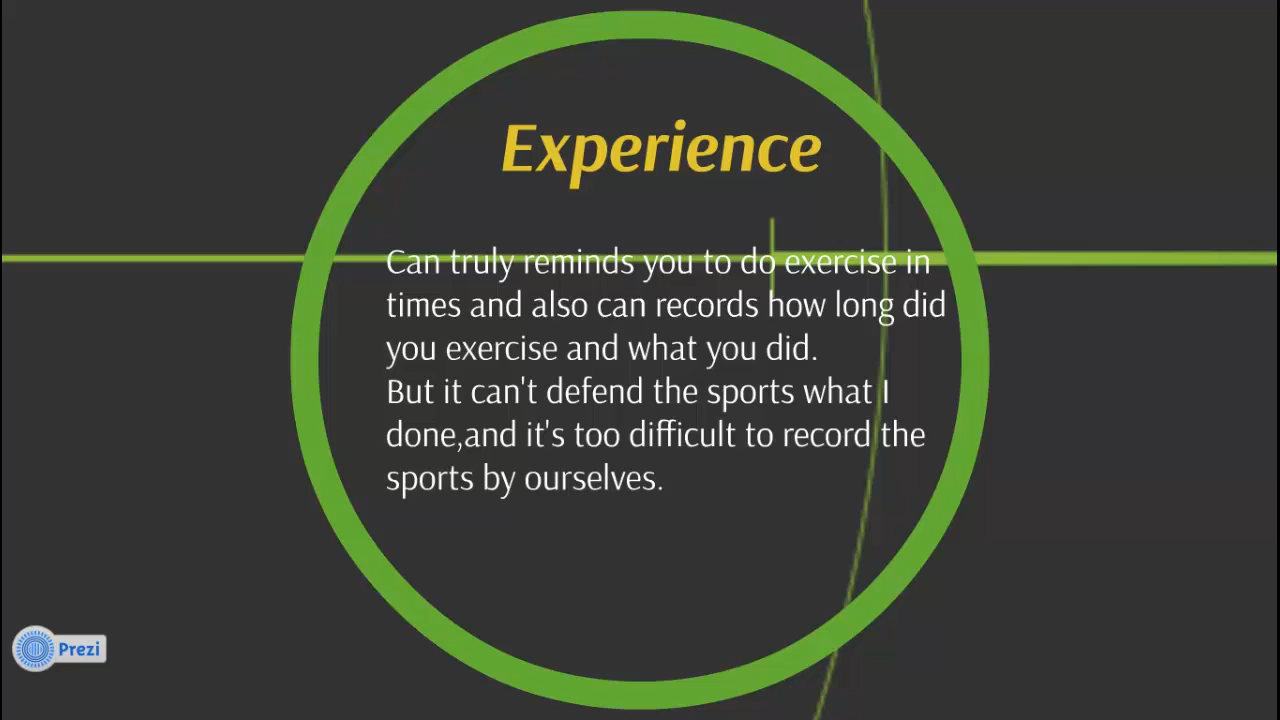 Experience
Can truly reminds you to do exercise in
times and also can records how long did
you exercise and what you did.
But it can't defend the sports what I
done,and it's too difficult to record the
sports by ourselves.
Prezi